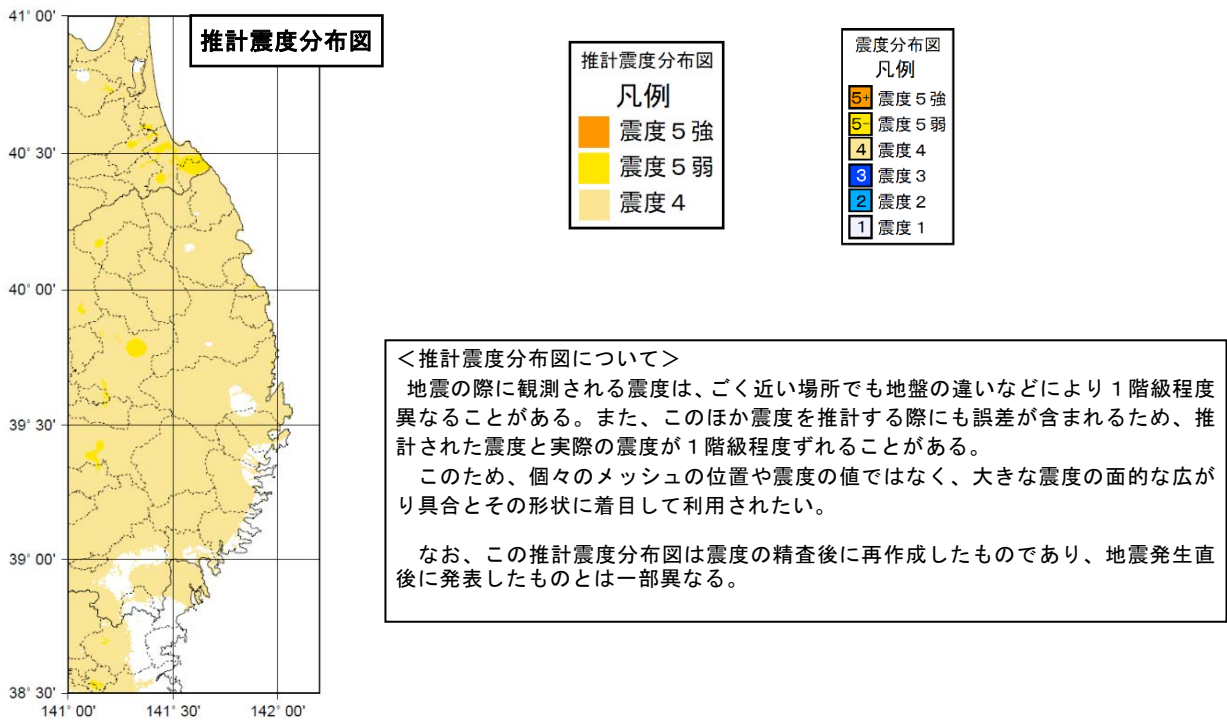 推計震度分布図
41° 00'
40° 30'
40° 00'
39° 30'
39° 00'
38° 30'
141° 00'
141° 30'
142° 00'
推計震度分布図
凡例
震度５強
震度５弱
震度４
震度分布図
凡例
5+ 震度５強
5- 震度５弱
4 震度４
3 震度３
2 震度２
1 震度１
＜推計震度分布図について＞
地震の際に観測される震度は、ごく近い場所でも地盤の違いなどにより１階級程度
異なることがある。また、このほか震度を推計する際にも誤差が含まれるため、推
計された震度と実際の震度が１階級程度ずれることがある。
このため、個々のメッシュの位置や震度の値ではなく、大きな震度の面的な広が
り具合とその形状に着目して利用されたい。
なお、この推計震度分布図は震度の精査後に再作成したものであり、地震発生直
後に発表したものとは一部異なる。